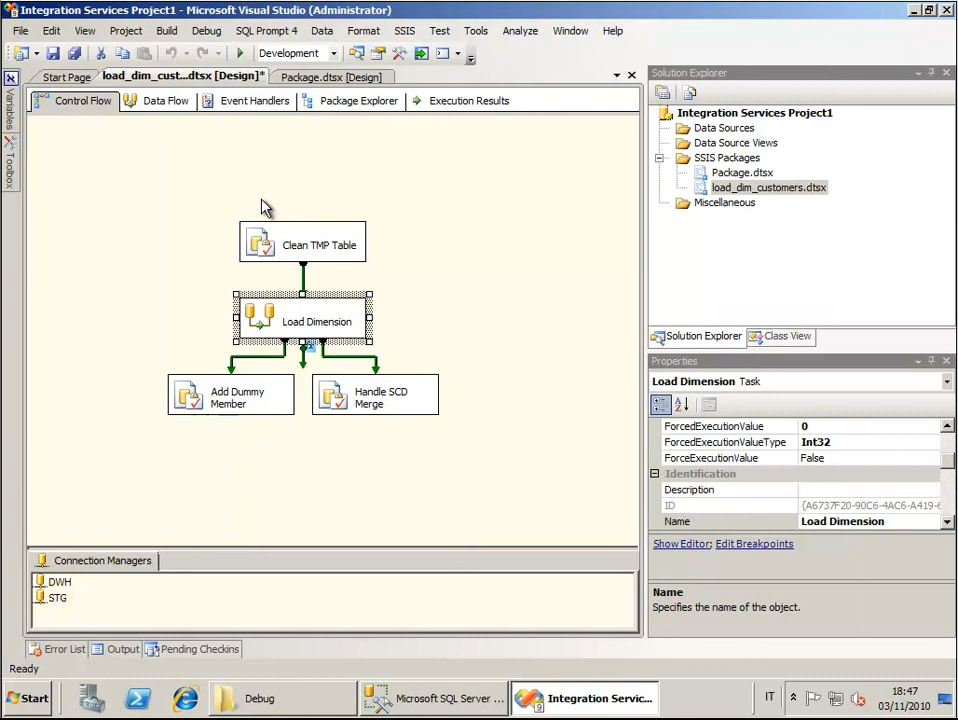 Integration Services Project1 - Microsoft Visual Studio (Administrator)
File Edit View Project Build Debug SQL Prompt 4 Data Format SSIS Test Tools Analyze Window Help
Development
Start Page load_dim_cust...dtsx [Design]* Package.dtsx [Design]
Control Flow Data Flow Event Handlers Package Explorer Execution Results
Variables
Toolbox
Clean TMP Table
Load Dimension
Add Dummy
Member
Handle SCD
Merge
Connection Managers
DWH
STG
Solution Explorer
Integration Services Project1
Data Sources
Data Source Views
SSIS Packages
Package.dtsx
load_dim_customers.dtsx
Miscellaneous
Solution Explorer Class View
Properties
Load Dimension Task
ForcedExecutionValue 0
ForcedExecutionValueType Int32
ForceExecutionValue False
Identification
Description
ID {A6737F20-90C6-4AC6-A419-
Name Load Dimension
Show Editor; Edit Breakpoints
Name
Specifies the name of the object.
Error List Output Pending Checkins
Ready
Start Debug Microsoft SQL Server ... Integration Servic... IT 18:47
03/11/2010